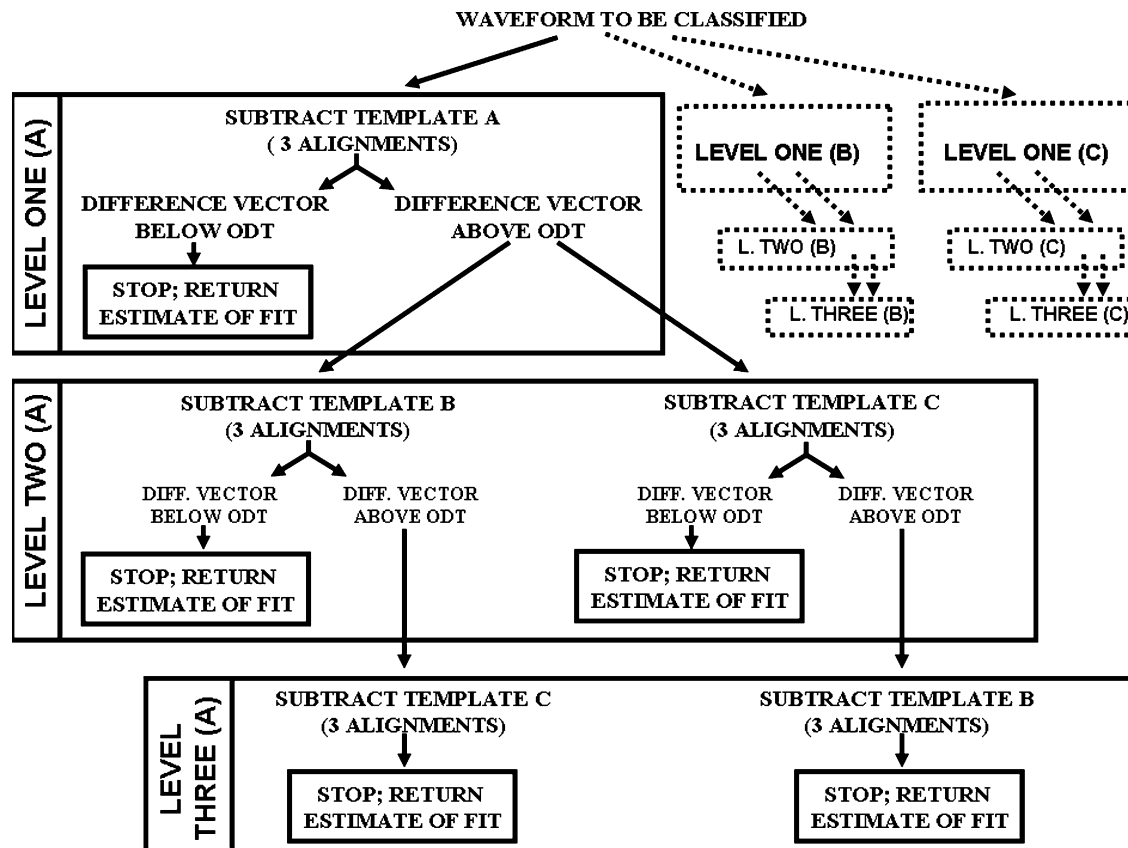 WAVEFORM TO BE CLASSIFIED
LEVEL ONE (A)
SUBTRACT TEMPLATE A
( 3 ALIGNMENTS)
DIFFERENCE VECTOR
BELOW ODT
DIFFERENCE VECTOR
ABOVE ODT
STOP; RETURN
ESTIMATE OF FIT
LEVEL ONE (B)
L. TWO (B)
L. THREE (B)
LEVEL ONE (C)
L. TWO (C)
L. THREE (C)
LEVEL TWO (A)
SUBTRACT TEMPLATE B
(3 ALIGNMENTS)
DIFF. VECTOR
BELOW ODT
DIFF. VECTOR
ABOVE ODT
STOP; RETURN
ESTIMATE OF FIT
SUBTRACT TEMPLATE C
(3 ALIGNMENTS)
DIFF. VECTOR
BELOW ODT
DIFF. VECTOR
ABOVE ODT
STOP; RETURN
ESTIMATE OF FIT
LEVEL
THREE (A)
SUBTRACT TEMPLATE C
(3 ALIGNMENTS)
STOP; RETURN
ESTIMATE OF FIT
SUBTRACT TEMPLATE B
(3 ALIGNMENTS)
STOP; RETURN
ESTIMATE OF FIT